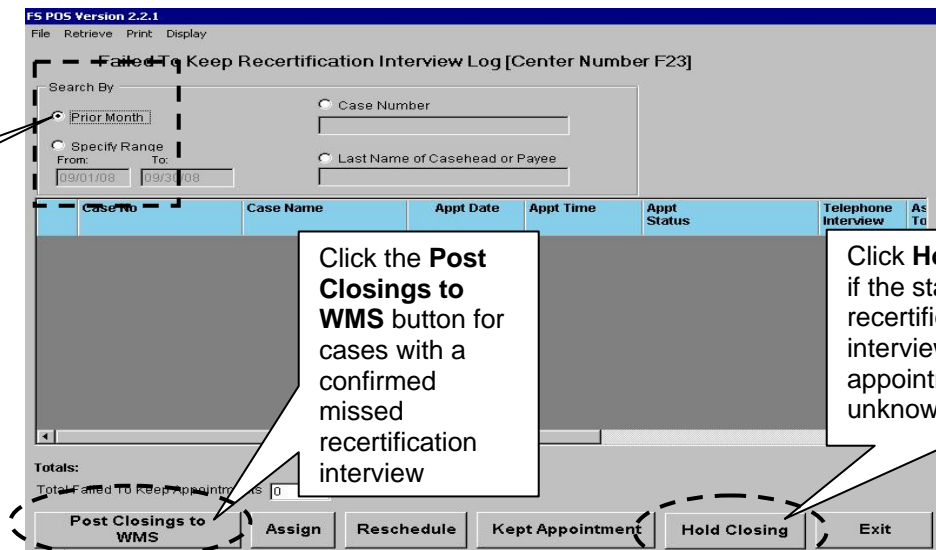 FS POS Version 2.2.1
File Retrieve Print Display
Failed To Keep Recertification Interview Log [Center Number F23]
Search By
Prior Month
Case Number
Specify Range
From: To:
Last Name of Casehead or Payee
09/01/08 09/30/08
Case No Case Name Appt Date Appt Time Appt Status Telephone Interview
Click the Post
Closings to
WMS button for
cases with a
confirmed
missed
recertification
interview
Click
if the
Totals:
Total Failed To Keep Appointments 0
Post Closings to
WMS
Assign Reschedule Kept Appointment Hold Closing Exit